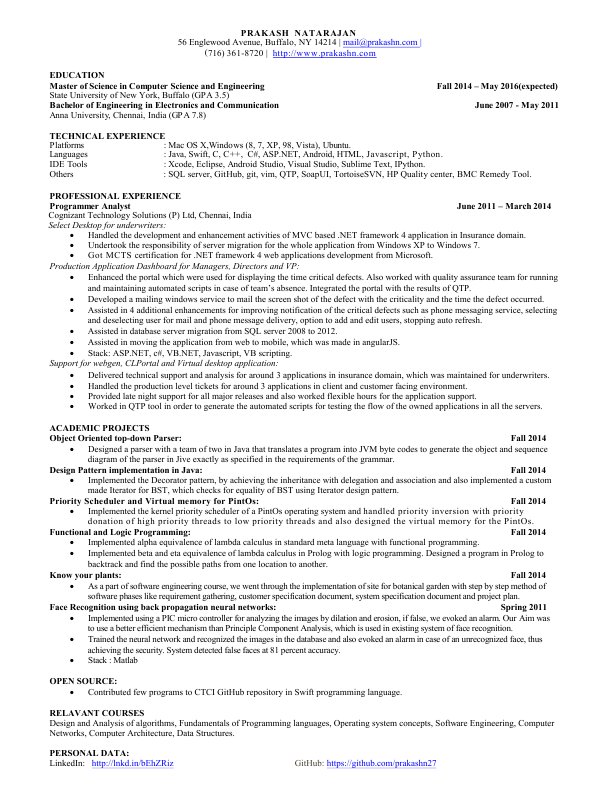 PRAKASH NATARAJAN
56 Englewood Avenue, Buffalo, NY 14214 | mail@prakashn.com |
(716) 361-8720 | http://www.prakashn.com
EDUCATION
Master of Science in Computer Science and Engineering Fall 2014 – May 2016(expected)
State University of New York, Buffalo (GPA 3.5)
Bachelor of Engineering in Electronics and Communication June 2007 - May 2011
Anna University, Chennai, India (GPA 7.8)
TECHNICAL EXPERIENCE
Platforms : Mac OS X,Windows (8, 7, XP, 98, Vista), Ubuntu.
Languages : Java, Swift, C, C++, C#, ASP.NET, Android, HTML, Javascript, Python.
IDE Tools : Xcode, Eclipse, Android Studio, Visual Studio, Sublime Text, IPython.
Others : SQL server, GitHub, git, vim, QTP, SoapUI, TortoiseSVN, HP Quality center, BMC Remedy Tool.
PROFESSIONAL EXPERIENCE
Programmer Analyst June 2011 – March 2014
Cognizant Technology Solutions (P) Ltd, Chennai, India
Select Desktop for underwriters:
• Handled the development and enhancement activities of MVC based .NET framework 4 application in Insurance domain.
• Undertook the responsibility of server migration for the whole application from Windows XP to Windows 7.
• Got MCTS certification for .NET framework 4 web applications development from Microsoft.
Production Application Dashboard for Managers, Directors and VP:
• Enhanced the portal which were used for displaying the time critical defects. Also worked with quality assurance team for running
and maintaining automated scripts in case of team's absence. Integrated the portal with the results of QTP.
• Developed a mailing windows service to mail the screen shot of the defect with the criticality and the time the defect occurred.
• Assisted in 4 additional enhancements for improving notification of the critical defects such as phone messaging service, selecting
and deselecting user for mail and phone message delivery, option to add and edit users, stopping auto refresh.
• Assisted in database server migration from SQL server 2008 to 2012.
• Assisted in moving the application from web to mobile, which was made in angularJS.
• Stack: ASP.NET, c#, VB.NET, Javascript, VB scripting.
Support for webgen, CLPortal and Virtual desktop application:
• Delivered technical support and analysis for around 3 applications in insurance domain, which was maintained for underwriters.
• Handled the production level tickets for around 3 applications in client and customer facing environment.
• Provided late night support for all major releases and also worked flexible hours for the application support.
• Worked in QTP tool in order to generate the automated scripts for testing the flow of the owned applications in all the servers.
ACADEMIC PROJECTS
Object Oriented top-down Parser: Fall 2014
• Designed a parser with a team of two in Java that translates a program into JVM byte codes to generate the object and sequence
diagram of the parser in Jive exactly as specified in the requirements of the grammar.
Design Pattern implementation in Java: Fall 2014
• Implemented the Decorator pattern, by achieving the inheritance with delegation and association and also implemented a custom
made Iterator for BST, which checks for equality of BST using Iterator design pattern.
Priority Scheduler and Virtual memory for PintOs: Fall 2014
• Implemented the kernel priority scheduler of a PintOs operating system and handled priority inversion with priority
donation of high priority threads to low priority threads and also designed the virtual memory for the PintOs.
Functional and Logic Programming: Fall 2014
• Implemented alpha equivalence of lambda calculus in standard meta language with functional programming.
• Implemented beta and eta equivalence of lambda calculus in Prolog with logic programming. Designed a program in Prolog to
backtrack and find the possible paths from one location to another.
Know your plants: Fall 2014
• As a part of software engineering course, we went through the implementation of site for botanical garden with step by step method of
software phases like requirement gathering, customer specification document, system specification document and project plan.
Face Recognition using back propagation neural networks: Spring 2011
• Implemented using a PIC micro controller for analyzing the images by dilation and erosion, if false, we evoked an alarm. Our Aim was
to use a better efficient mechanism than Principle Component Analysis, which is used in existing system of face recognition.
• Trained the neural network and recognized the images in the database and also evoked an alarm in case of an unrecognized face, thus
achieving the security. System detected false faces at 81 percent accuracy.
• Stack : Matlab
OPEN SOURCE:
• Contributed few programs to CTCI GitHub repository in Swift programming language.
RELAVANT COURSES
Design and Analysis of algorithms, Fundamentals of Programming languages, Operating system concepts, Software Engineering, Computer
Networks, Computer Architecture, Data Structures.
PERSONAL DATA:
LinkedIn: http://lnkd.in/bEhZRiz GitHub: https://github.com/prakashn27